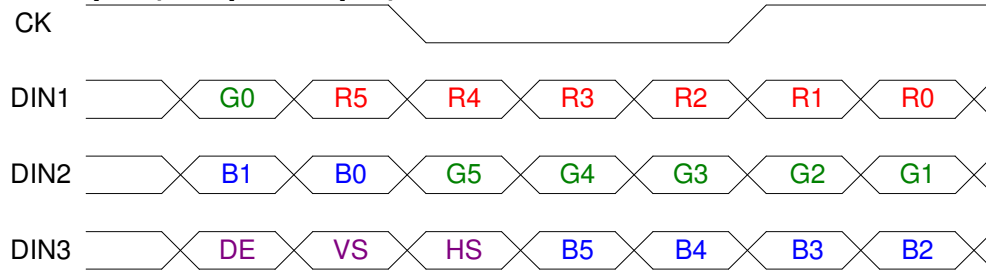 CK
DIN1 G0 R5 R4 R3 R2 R1 R0
DIN2 B1 B0 G5 G4 G3 G2 G1
DIN3 DE VS HS B5 B4 B3 B2